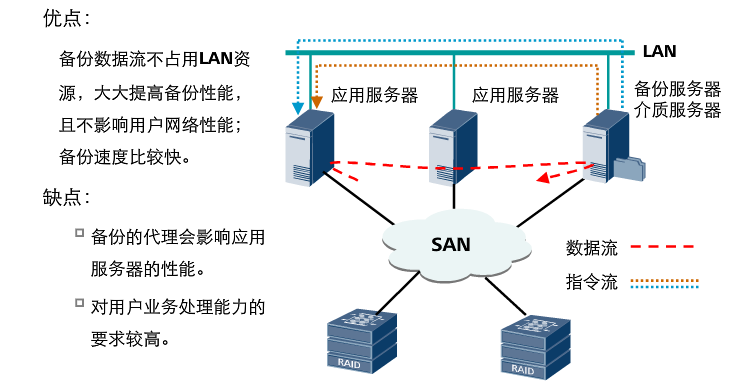 优点：
备份数据流不占用LAN资
源，大大提高备份性能，
且不影响用户网络性能；
备份速度比较快。
缺点：
备份的代理会影响应用
服务器的性能。
对用户业务处理能力的
要求较高。
LAN
应用服务器
应用服务器
备份服务器
介质服务器
SAN
数据流
指令流
RAID
RAID